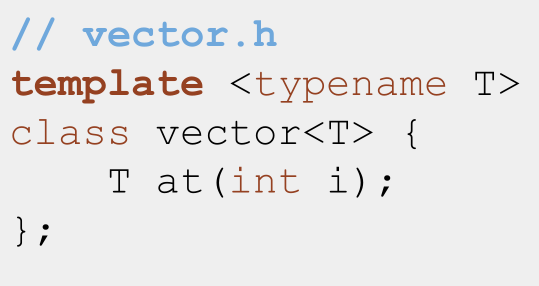 // vector.h
template <typename T>
class vector<T> {
    T at(int i);
};